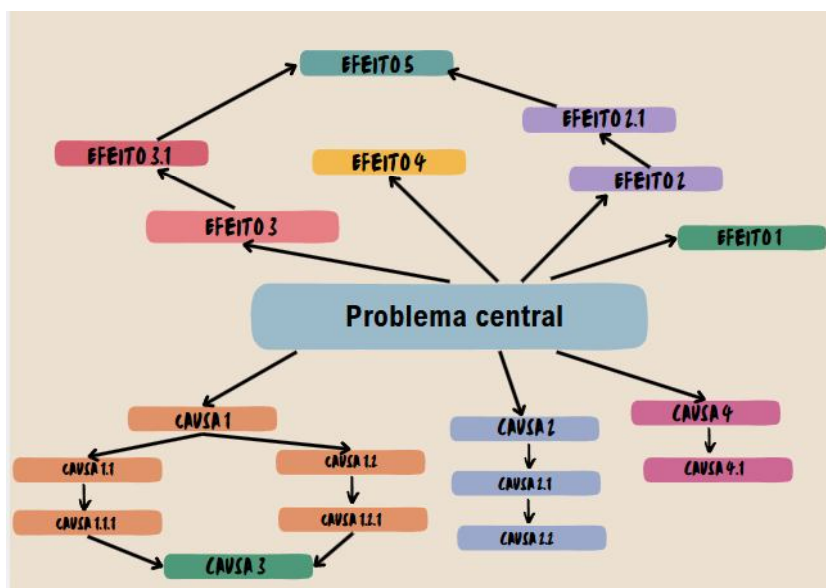 EFEITO 5
EFEITO 2.1
EFEITO 3.1
EFEITO 4
EFEITO 2
EFEITO 3
EFEITO 1
Problema central
CAUSA 1
CAUSA 2
CAUSA 4
CAUSA 1.1
CAUSA 1.2
CAUSA 2.1
CAUSA 4.1
CAUSA 1.1.1
CAUSA 1.2.1
CAUSA 2.2
CAUSA 3